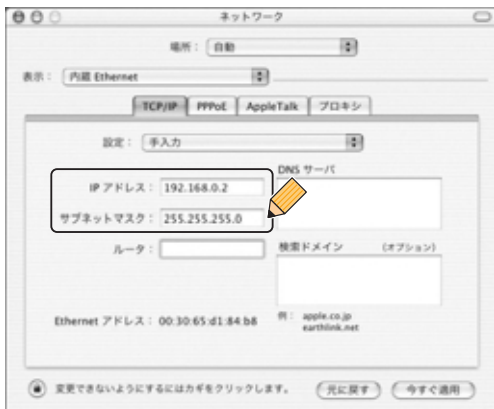 ネットワーク
場所： 自動
表示： 内蔵 Ethernet
TCP/IP PPPoE AppleTalk プロキシ
設定： 手入力
DNS サーバ
IP アドレス： 192.168.0.2
サブネットマスク： 255.255.255.0
ルータ：
検索ドメイン （オプション）
Ethernet アドレス： 00:30:65:d1:84:b8
例： apple.co.jp
earthlink.net
変更できないようにするにはカギをクリックします。
元に戻す 今すぐ適用